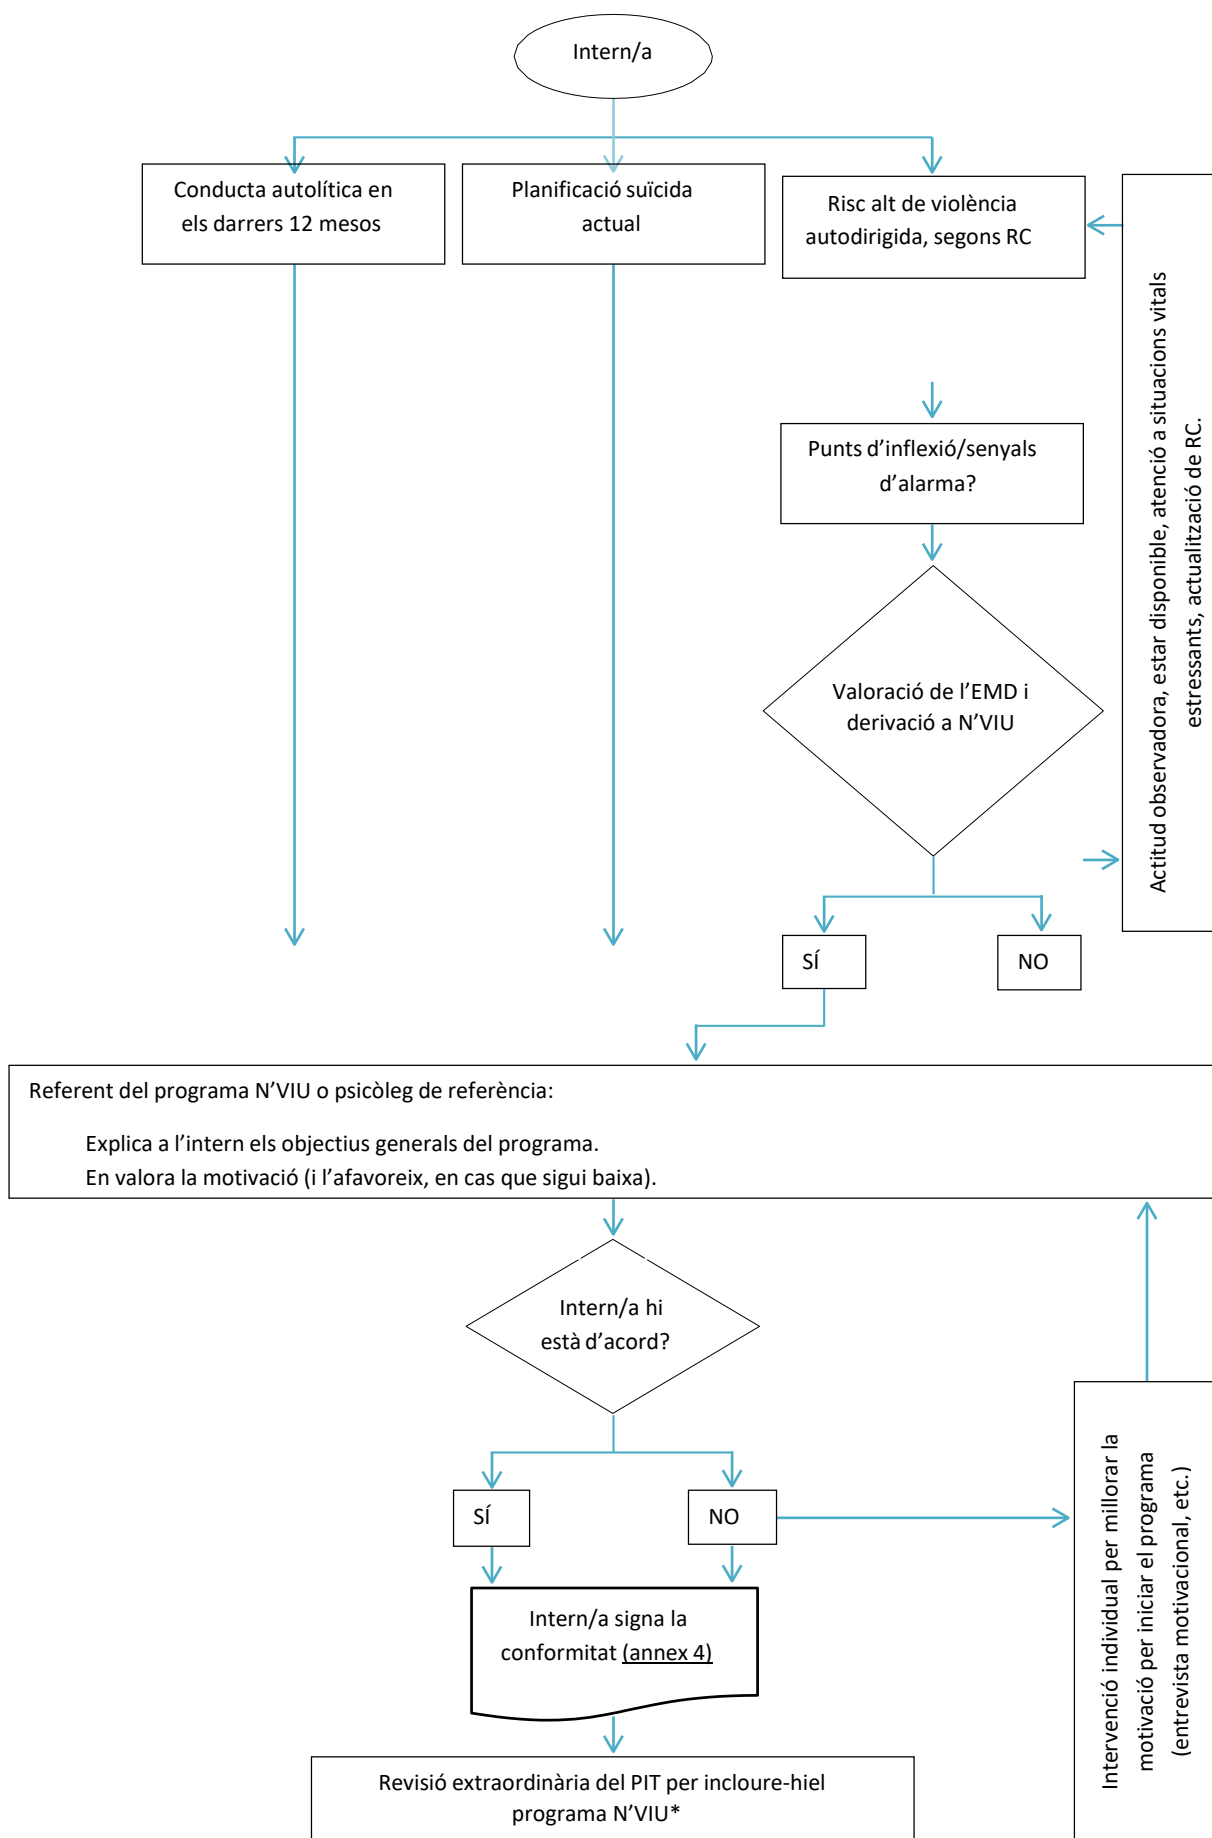 Intern/a
Conducta autolítica en
els darrers 12 mesos
Planificació suïcida
actual
Risc alt de violència
autodirigida, segons RC
Actitud observadora, estar disponible, atenció a situacions vitals
estressants, actualització de RC.
Punts d’inflexió/senyals
d’alarma?
Valoració de l’EMD i
derivació a N’VIU
SÍ
NO
Referent del programa N’VIU o psicòleg de referència:
Explica a l’intern els objectius generals del programa.
En valora la motivació (i l’afavoreix, en cas que sigui baixa).
Intern/a hi
està d’acord?
SÍ
NO
Intervenció individual per millorar la
motivació per iniciar el programa
(entrevista motivacional, etc.)
Intern/a signa la
conformitat (annex 4)
Revisió extraordinària del PIT per incloure-hiel
programa N’VIU*